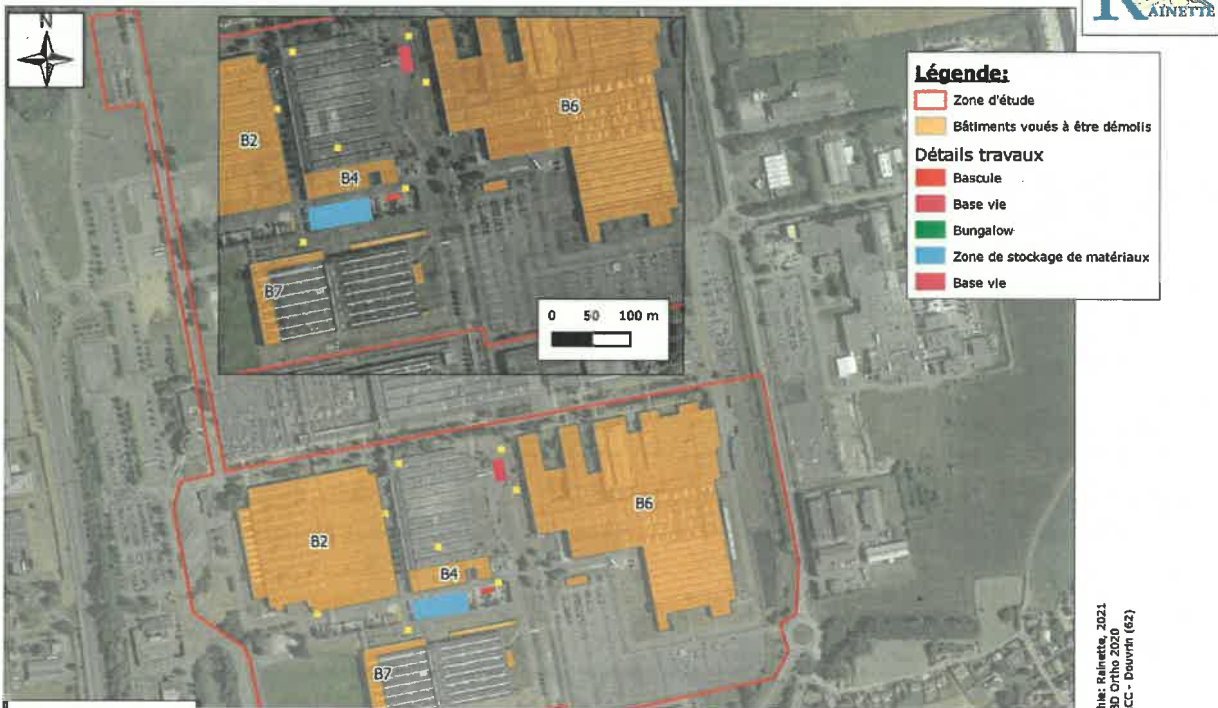 N
RAINETTE
Légende:
Zone d'étude
Bâtiments voués à être démolis
Détails travaux
Bascule
Base vie
Bungalow
Zone de stockage de matériaux
Base vie
B2
B6
B4
B7
0 50 100 m
B2
B6
B4
B7
Rainette, 2021
BD Ortho 2020
CC - Douvrin (62)